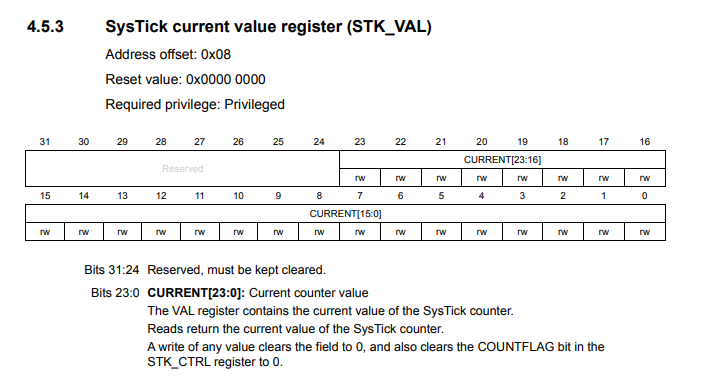 4.5.3 SysTick current value register (STK_VAL)
Address offset: 0x08
Reset value: 0x0000 0000
Required privilege: Privileged
31 30 29 28 27 26 25 24 23 22 21 20 19 18 17 16
Reserved CURRENT[23:16]
rw rw rw rw rw rw rw rw
15 14 13 12 11 10 9 8 7 6 5 4 3 2 1 0
CURRENT[15:0]
rw rw rw rw rw rw rw rw rw rw rw rw rw rw rw rw
Bits 31:24 Reserved, must be kept cleared.
Bits 23:0 CURRENT[23:0]: Current counter value
The VAL register contains the current value of the SysTick counter.
Reads return the current value of the SysTick counter.
A write of any value clears the field to 0, and also clears the COUNTFLAG bit in the
STK_CTRL register to 0.